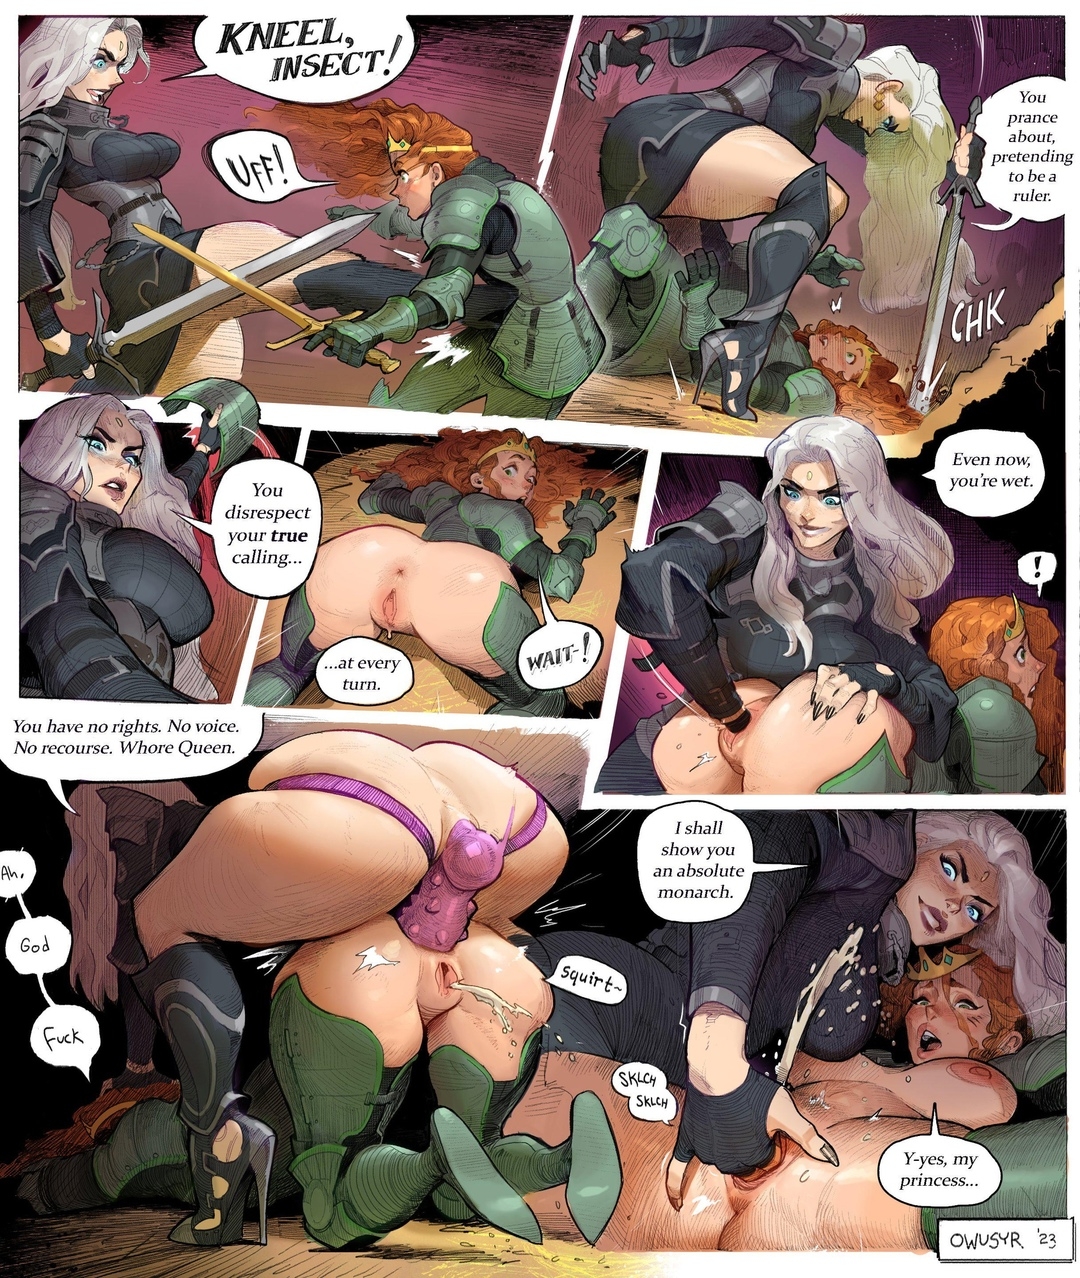 KNEEL,
INSECT!
UFF!
You
prance
about,
pretending
to be a
ruler.
CHK
You
disrespect
your true
calling...
...at every
turn.
WAIT-!
Even now,
you're wet.
!
You have no rights. No voice.
No recourse. Whore Queen.
Ah,
God
Fuck
squirt~
I shall
show you
an absolute
monarch.
SKLCH
SKLCH
Y-yes, my
princess...
OWUSYR '23